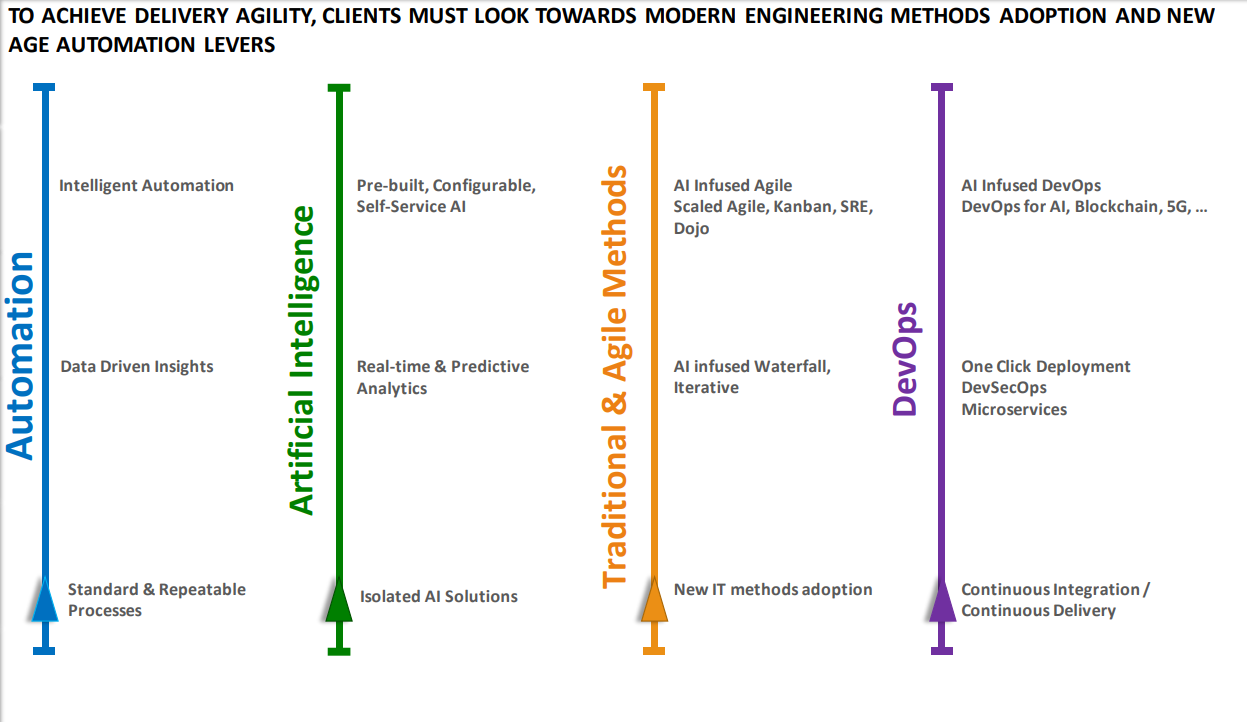 TO ACHIEVE DELIVERY AGILITY, CLIENTS MUST LOOK TOWARDS MODERN ENGINEERING METHODS ADOPTION AND NEW
AGE AUTOMATION LEVERS
Automation
Intelligent Automation
Data Driven Insights
Standard & Repeatable
Processes
Artificial Intelligence
Pre-built, Configurable,
Self-Service AI
Real-time & Predictive
Analytics
Isolated AI Solutions
Traditional & Agile Methods
AI Infused Agile
Scaled Agile, Kanban, SRE,
Dojo
AI infused Waterfall,
Iterative
New IT methods adoption
DevOps
AI Infused DevOps
DevOps for AI, Blockchain, 5G, ...
One Click Deployment
DevSecOps
Microservices
Continuous Integration /
Continuous Delivery